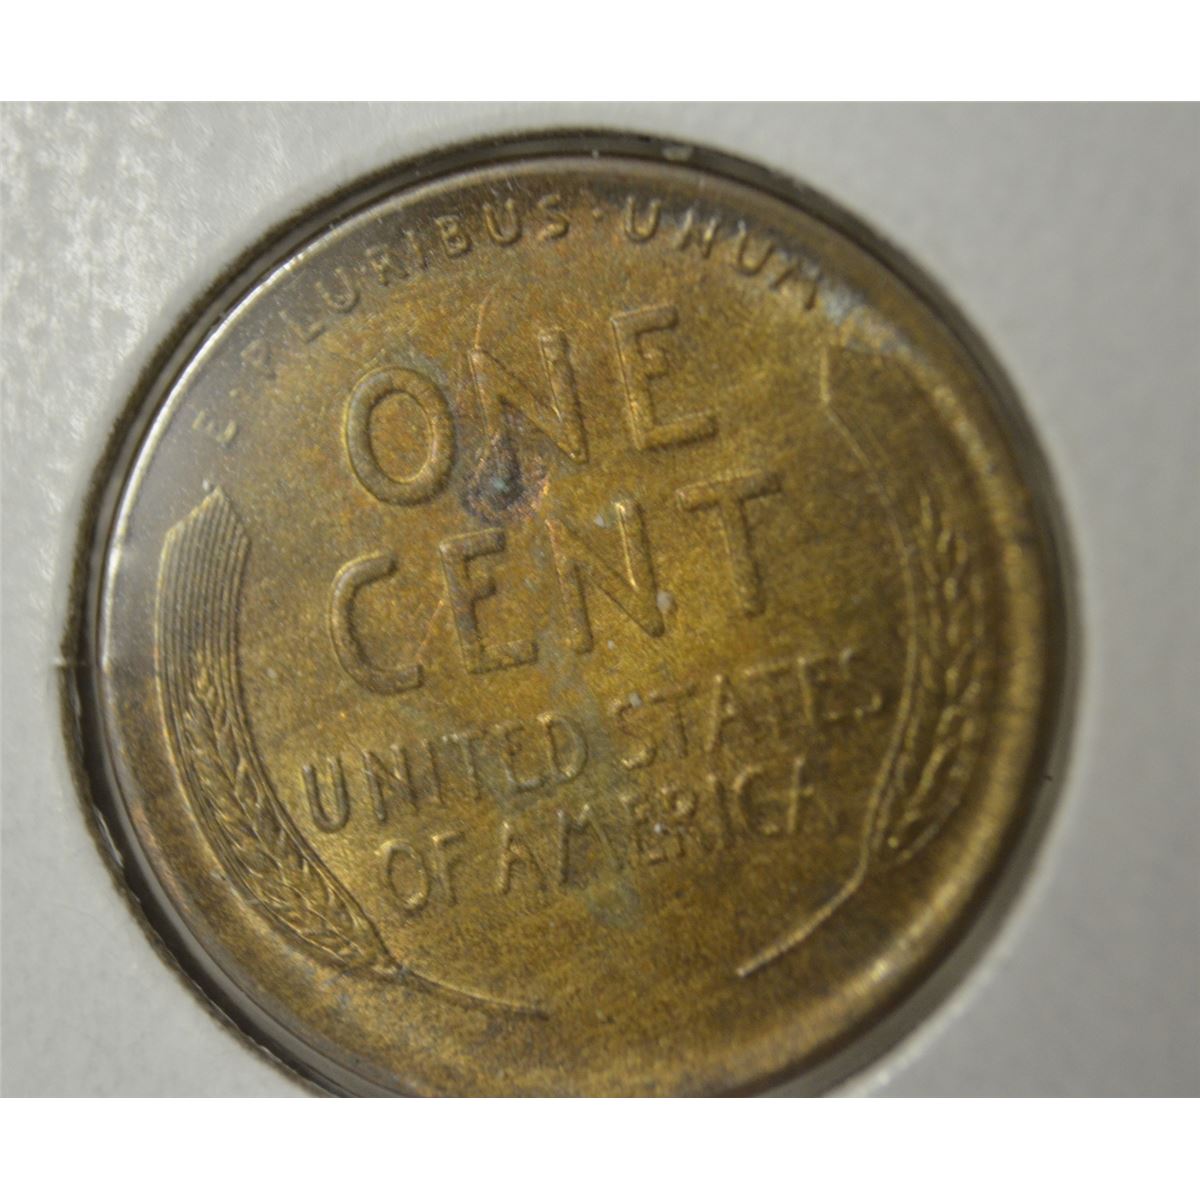 E·PLURIBUS·UNUM
ONE
CENT
UNITED STATES
OF AMERICA